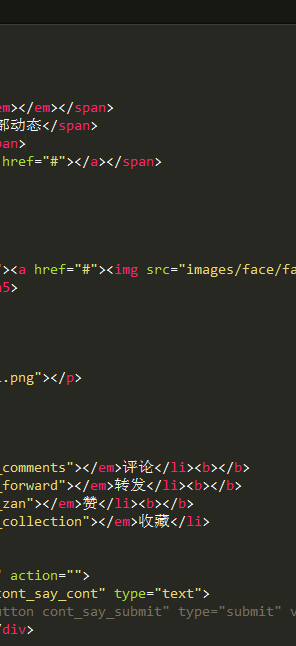 em></em></span>
部动态</span>
pan>
href="#"></a></span>
"><a href="#"><img src="images/face/fa
h5>
.png"></p>
_comments"></em>评论</li><b></b>
_forward"></em>转发</li><b></b>
_zan"></em>赞</li><b></b>
_collection"></em>收藏</li>
" action="">
cont_say_cont" type="text">
utton cont_say_submit" type="submit" v
/div>